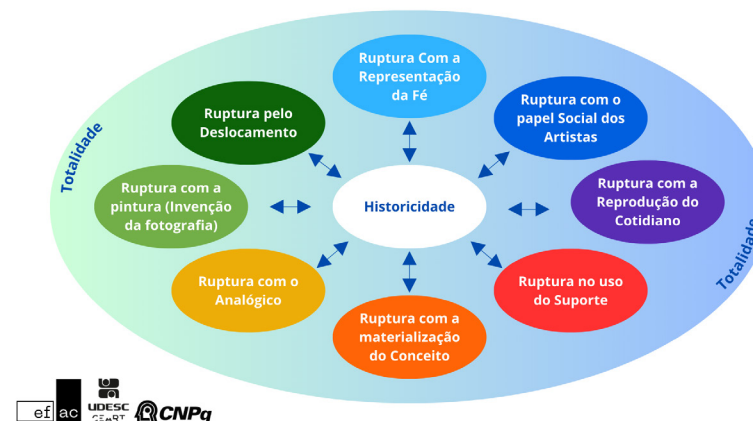 Ruptura Com a
Representação
da Fé
Ruptura pelo
Deslocamento
Ruptura com o
papel Social dos
Artistas
Totalidade
Ruptura com a
pintura (Invenção
da fotografia)
Historicidade
Ruptura com a
Reprodução do
Cotidiano
Totalidade
Ruptura com o
Analógico
Ruptura no uso
do Suporte
Ruptura com a
materialização
do Conceito
ef ac
UDESC
CEART
CNPq